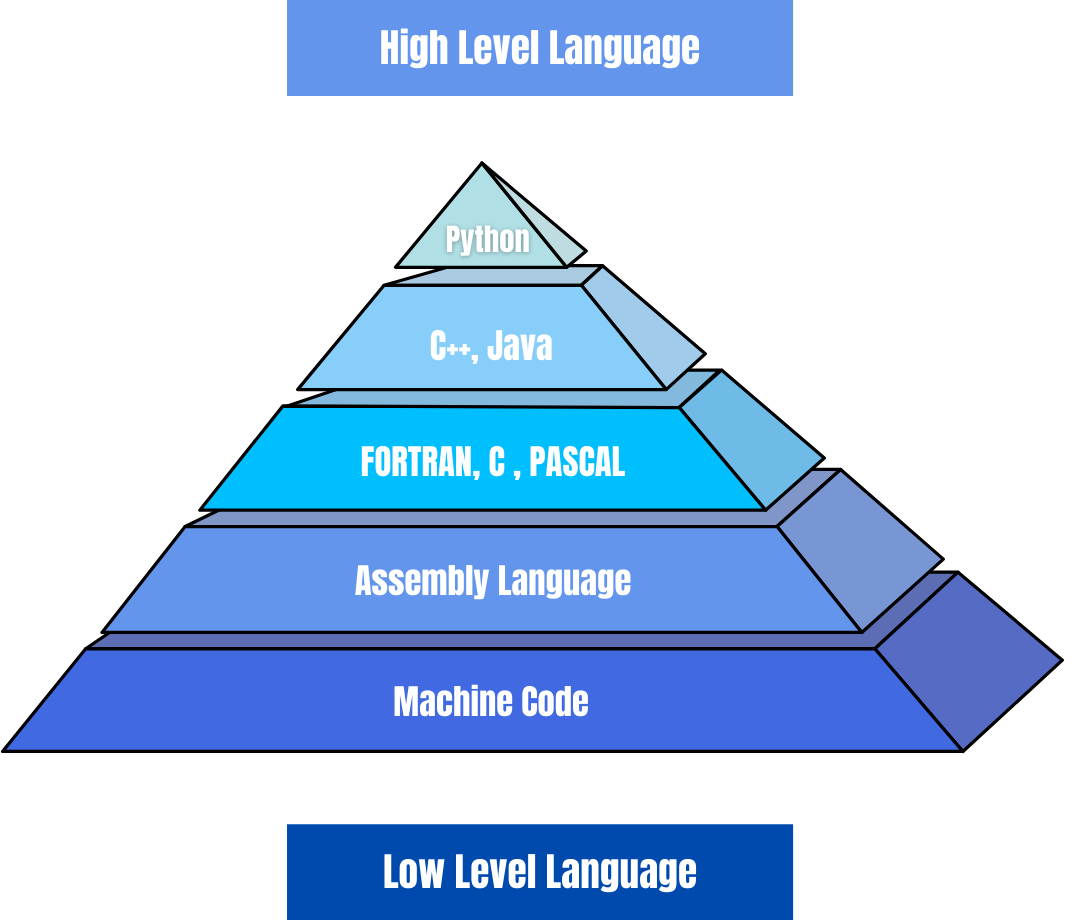 High Level Language
Python
C++, Java
FORTRAN, C , PASCAL
Assembly Language
Machine Code
Low Level Language